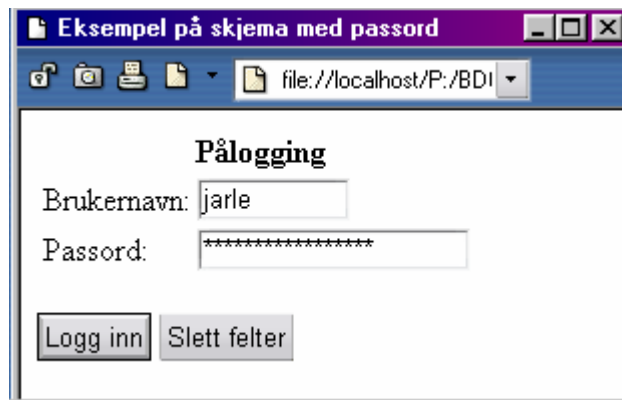 Eksempel på skjema med passord
file://localhost/P:/BD
Pålogging
Brukernavn: jarle
Passord: *****************
Logg inn Slett felter